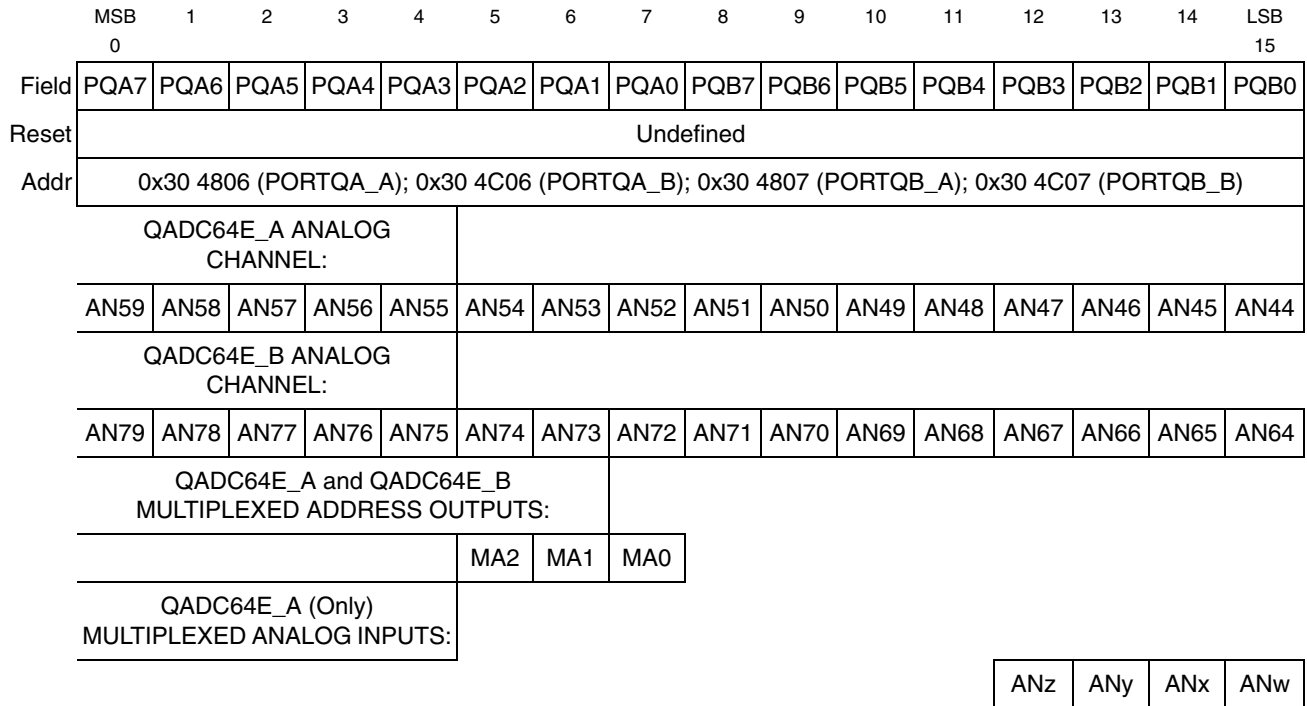 MSB 1 2 3 4 5 6 7 8 9 10 11 12 13 14 LSB
0 15
Field PQA7 PQA6 PQA5 PQA4 PQA3 PQA2 PQA1 PQA0 PQB7 PQB6 PQB5 PQB4 PQB3 PQB2 PQB1 PQB0
Reset Undefined
Addr 0x30 4806 (PORTQA_A); 0x30 4C06 (PORTQA_B); 0x30 4807 (PORTQB_A); 0x30 4C07 (PORTQB_B)
QADC64E_A ANALOG
CHANNEL:
AN59 AN58 AN57 AN56 AN55 AN54 AN53 AN52 AN51 AN50 AN49 AN48 AN47 AN46 AN45 AN44
QADC64E_B ANALOG
CHANNEL:
AN79 AN78 AN77 AN76 AN75 AN74 AN73 AN72 AN71 AN70 AN69 AN68 AN67 AN66 AN65 AN64
QADC64E_A and QADC64E_B
MULTIPLEXED ADDRESS OUTPUTS:
MA2 MA1 MA0
QADC64E_A (Only)
MULTIPLEXED ANALOG INPUTS:
ANz ANy ANx ANw